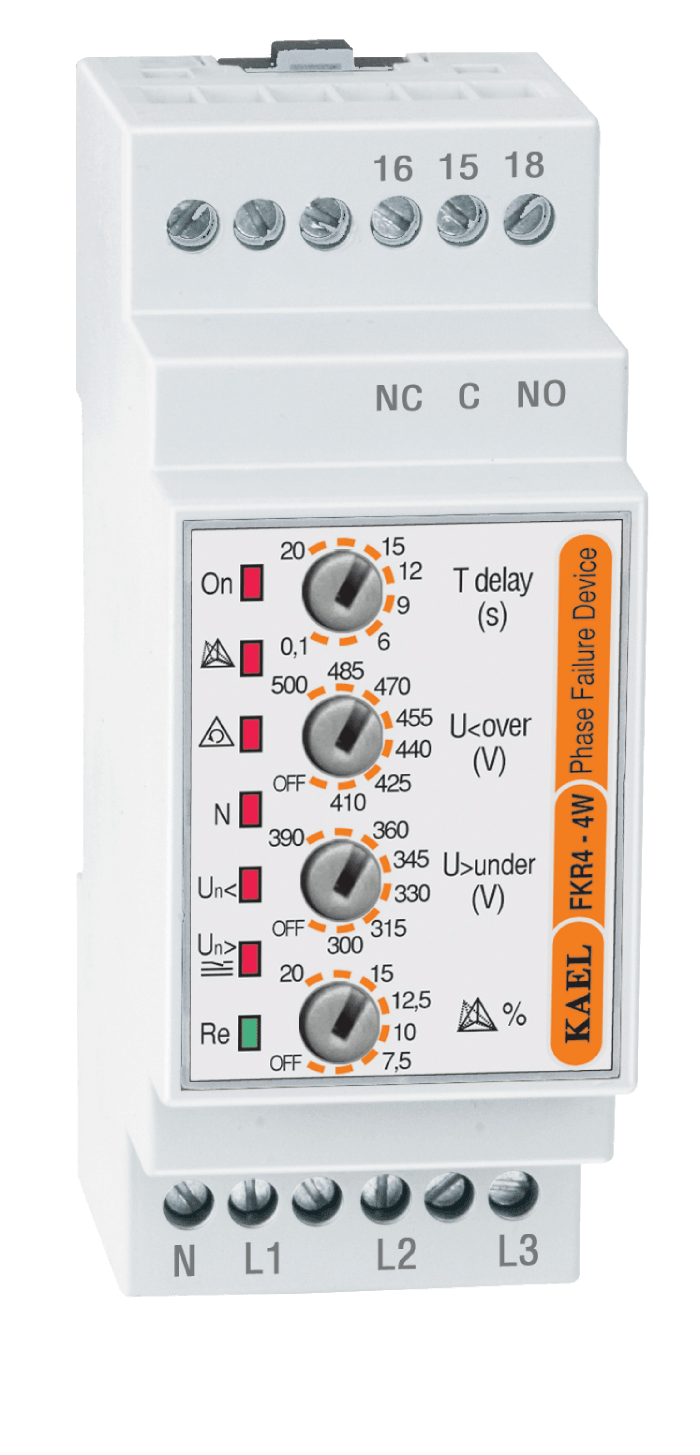 16 15 18
NC C NO
On
20 15
12
9
6
0,1
T delay
(s)
485
500 470
455
440
425
410
OFF
U<over
(V)
N
390 360
345
330
315
300
OFF
U>under
(V)
Un<
Un>
20 15
12,5
10
7,5
OFF
%
Re
Phase Failure Device
FKR4 - 4W
KAEL
N L1 L2 L3